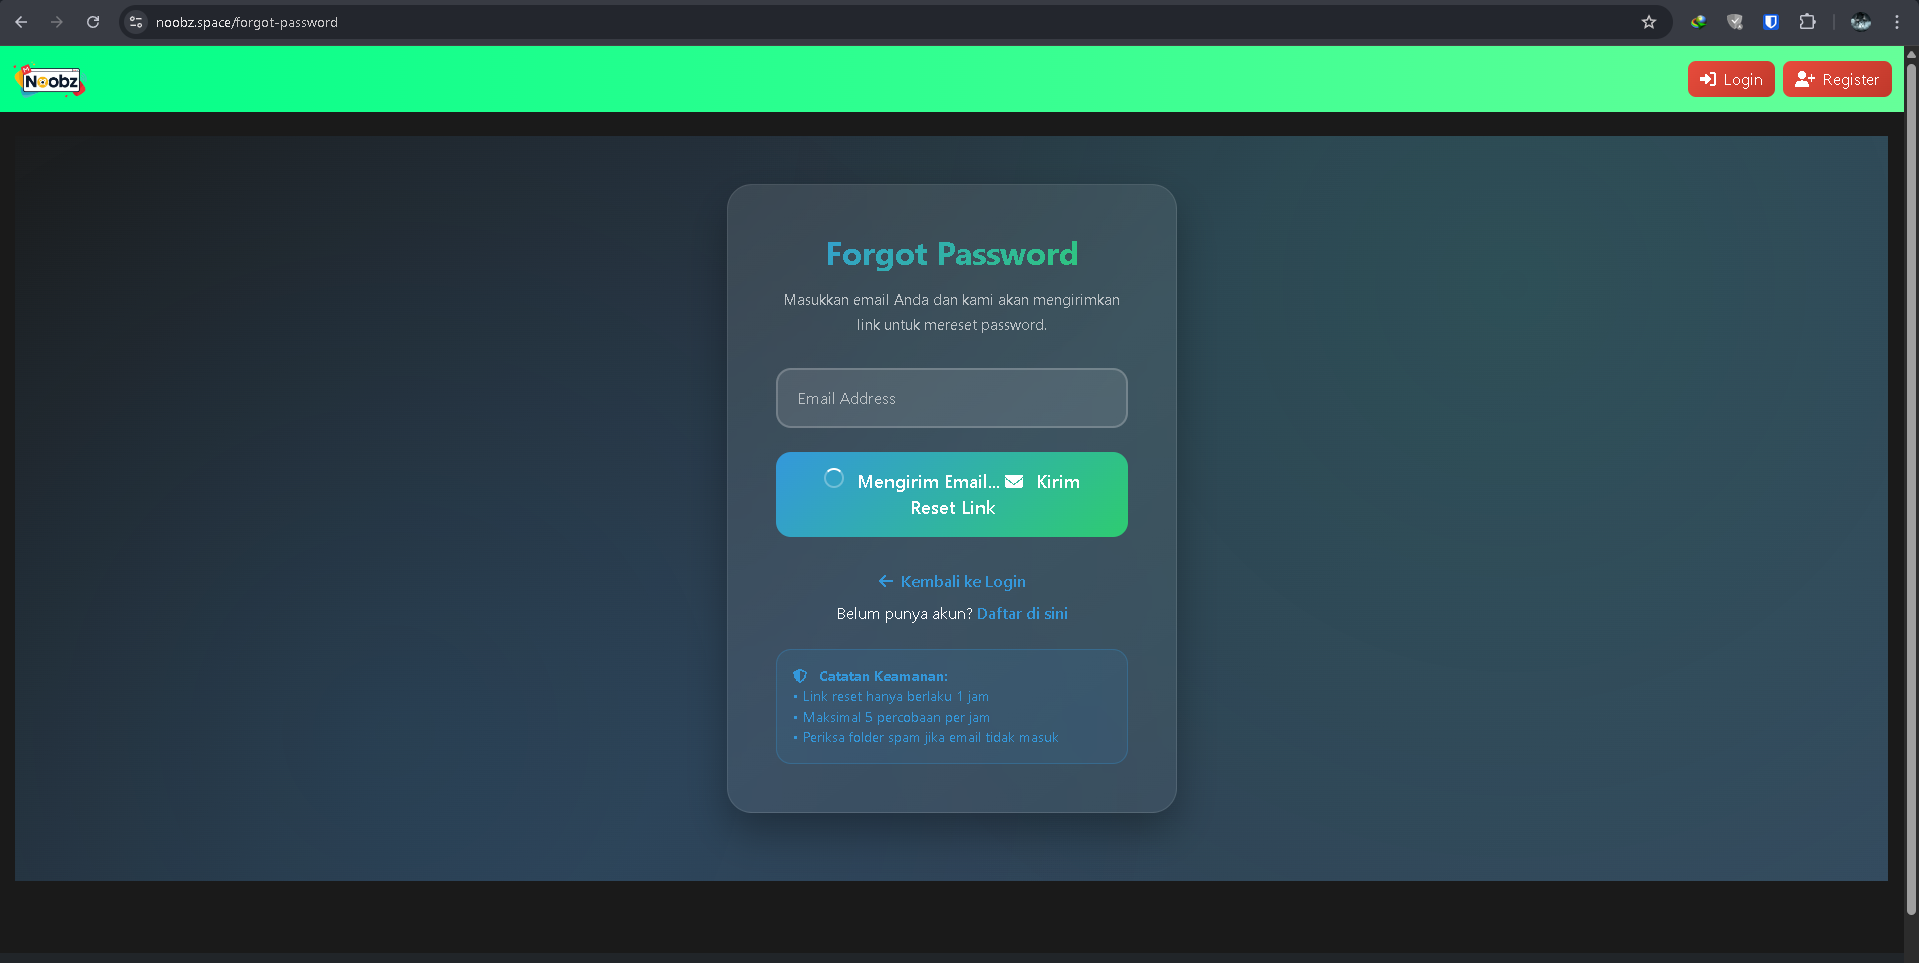 noobz.space/forgot-password
Noobz
Login
Register
Forgot Password
Masukkan email Anda dan kami akan mengirimkan
link untuk mereset password.
Email Address
Mengirim Email... Kirim
Reset Link
Kembali ke Login
Belum punya akun? Daftar di sini
Catatan Keamanan:
• Link reset hanya berlaku 1 jam
• Maksimal 5 percobaan per jam
• Periksa folder spam jika email tidak masuk